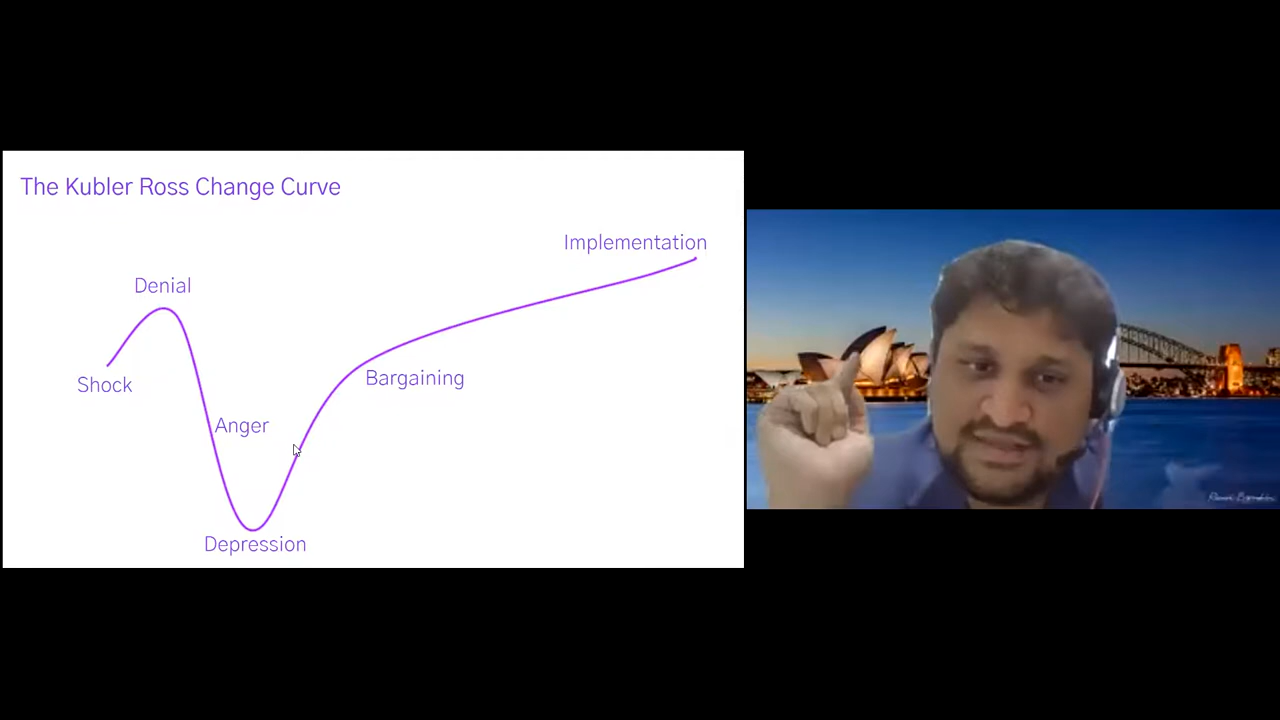 The Kubler Ross Change Curve
Implementation
Denial
Shock
Bargaining
Anger
Depression